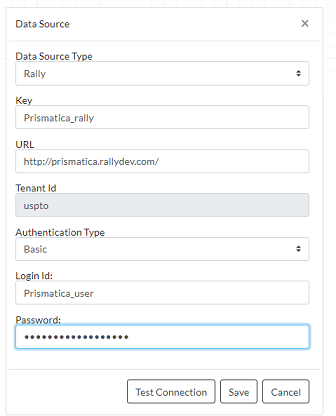 Data Source
×
Data Source Type
Rally
Key
Prismatica_rally
URL
http://prismatica.rallydev.com/
Tenant Id
uspto
Authentication Type
Basic
Login Id:
Prismatica_user
Password:
••••••••••••••••••
Test Connection Save Cancel